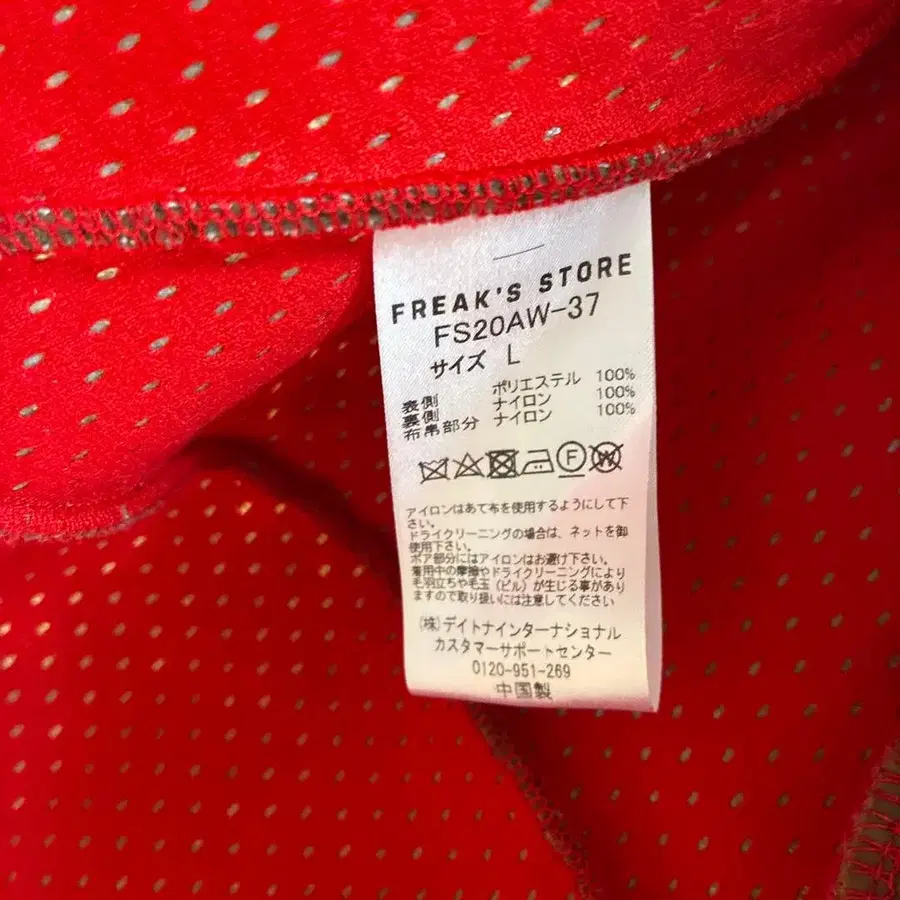 FREAK'S STORE
FS20AW-37
サイズ L
表側 ポリエステル 100%
裏側 ナイロン 100%
布帛部分 ナイロン 100%
F W
アイロンはあて布を使用するようにして下
さい。
ドライクリーニングの場合は、ネットを御
使用下さい。
ボア部分にはアイロンはお避け下さい。
着用中の摩擦やドライクリーニングにより
毛羽立ちや毛玉（ピル）が生じる事があり
ますので取り扱いには注意してください
(株)デイトナインターナショナル
カスタマーサポートセンター
0120-951-269
中国製